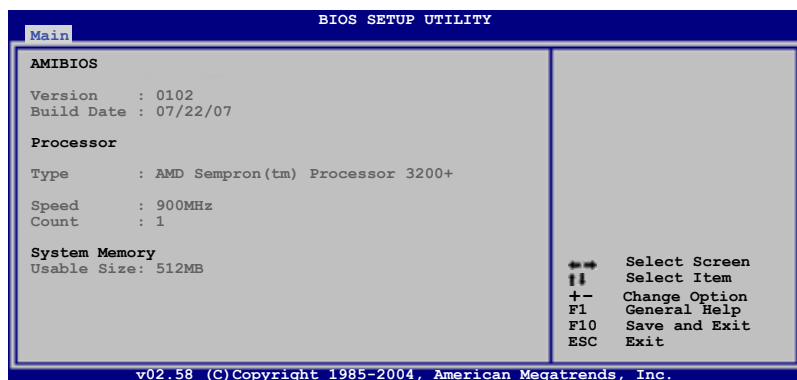 BIOS SETUP UTILITY
Main
AMIBIOS
Version : 0102
Build Date : 07/22/07
Processor
Type : AMD Sempron(tm) Processor 3200+
Speed : 900MHz
Count : 1
System Memory
Usable Size: 512MB
←→ Select Screen
↑↓ Select Item
+- Change Option
F1 General Help
F10 Save and Exit
ESC Exit
v02.58 (C)Copyright 1985-2004, American Megatrends, Inc.